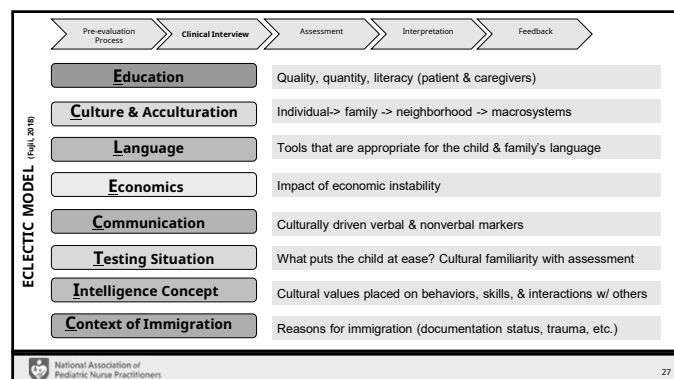 Pre-evaluation
Process
Clinical Interview
Assessment
Interpretation
Feedback
ECLECTIC MODEL (Fujii, 2018)
Education
Quality, quantity, literacy (patient & caregivers)
Culture & Acculturation
Individual-> family -> neighborhood -> macrosystems
Language
Tools that are appropriate for the child & family's language
Economics
Impact of economic instability
Communication
Culturally driven verbal & nonverbal markers
Testing Situation
What puts the child at ease? Cultural familiarity with assessment
Intelligence Concept
Cultural values placed on behaviors, skills, & interactions w/ others
Context of Immigration
Reasons for immigration (documentation status, trauma, etc.)
National Association of
Pediatric Nurse Practitioners
27